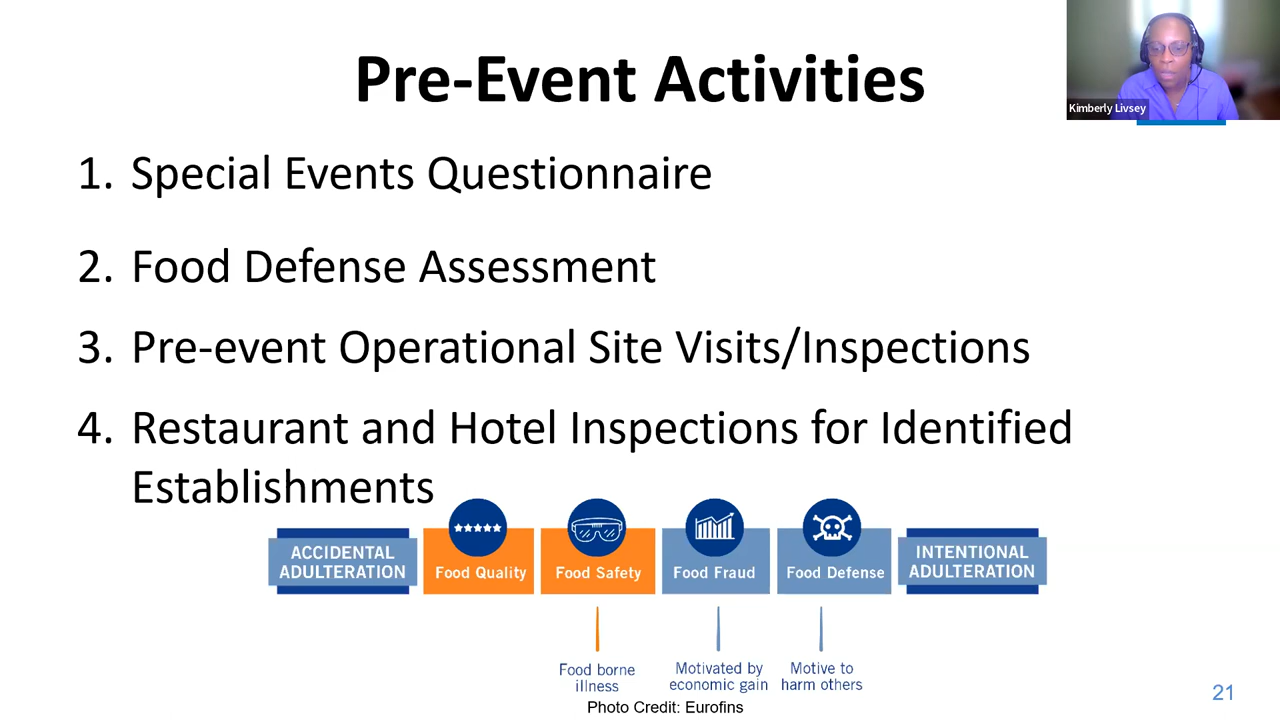 Pre-Event Activities
Kimberly Livsey
1. Special Events Questionnaire
2. Food Defense Assessment
3. Pre-event Operational Site Visits/Inspections
4. Restaurant and Hotel Inspections for Identified
Establishments
ACCIDENTAL
ADULTERATION
Food Quality
Food Safety
Food Fraud
Food Defense
INTENTIONAL
ADULTERATION
Food borne
illness
Motivated by
economic gain
Motive to
harm others
Photo Credit: Eurofins
21